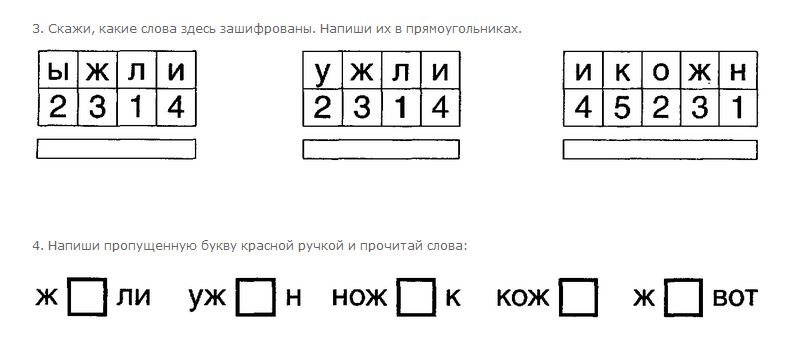 3. Скажи, какие слова здесь зашифрованы. Напиши их в прямоугольниках.
ы ж л и у ж л и и к о ж н
2 3 1 4 2 3 1 4 4 5 2 3 1
4. Напиши пропущенную букву красной ручкой и прочитай слова:
ж ли уж н нож к кож ж вот